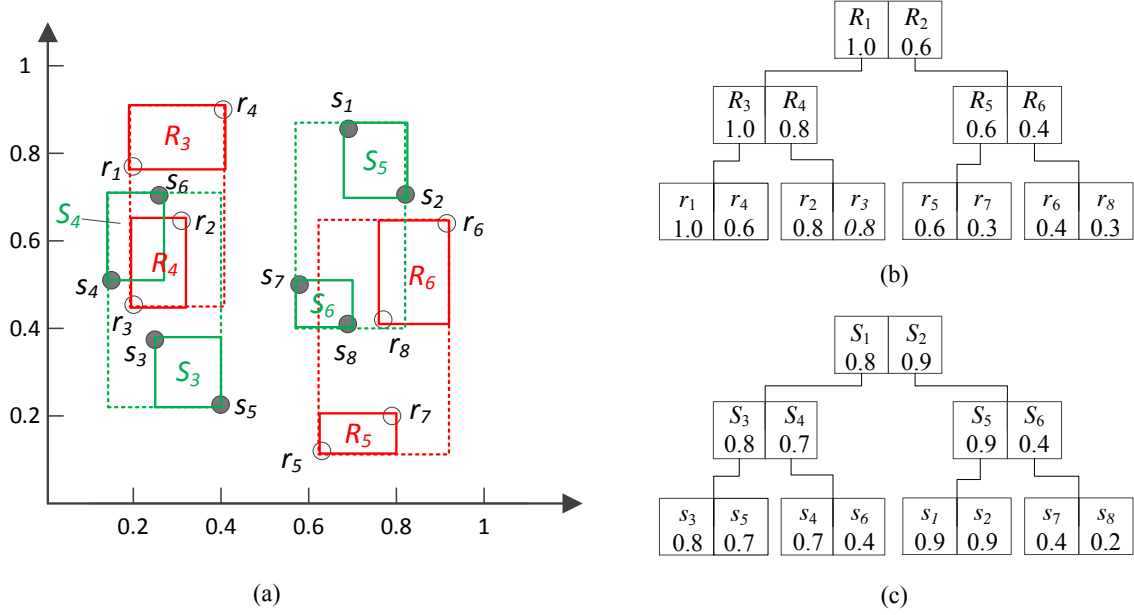 1
0.8
0.6
0.4
0.2
0.2
0.4
0.6
0.8
1
r4
R3
r1
s6
S4
r2
R4
s4
r3
s3
S3
s5
s1
S5
s2
r6
s7
R6
S6
s8
r8
r7
R5
r5
(a)
R1 R2
1.0 0.6
R3 R4 R5 R6
1.0 0.8 0.6 0.4
r1 r4 r2 r3 r5 r7 r6 r8
1.0 0.6 0.8 0.8 0.6 0.3 0.4 0.3
(b)
S1 S2
0.8 0.9
S3 S4 S5 S6
0.8 0.7 0.9 0.4
s3 s5 s4 s6 s1 s2 s7 s8
0.8 0.7 0.7 0.4 0.9 0.9 0.4 0.2
(c)